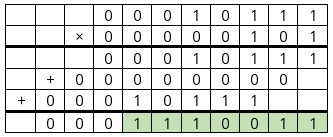 0 0 0 1 0 1 1 1
× 0 0 0 0 0 1 0 1
0 0 0 1 0 1 1 1
+ 0 0 0 0 0 0 0 0
+ 0 0 0 1 0 1 1 1
0 0 0 1 1 1 0 0 1 1